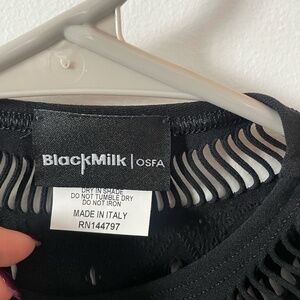 BlackMilk | OSFA
DRY IN SHADE
DO NOT TUMBLE DRY
DO NOT IRON
MADE IN ITALY
RN144797